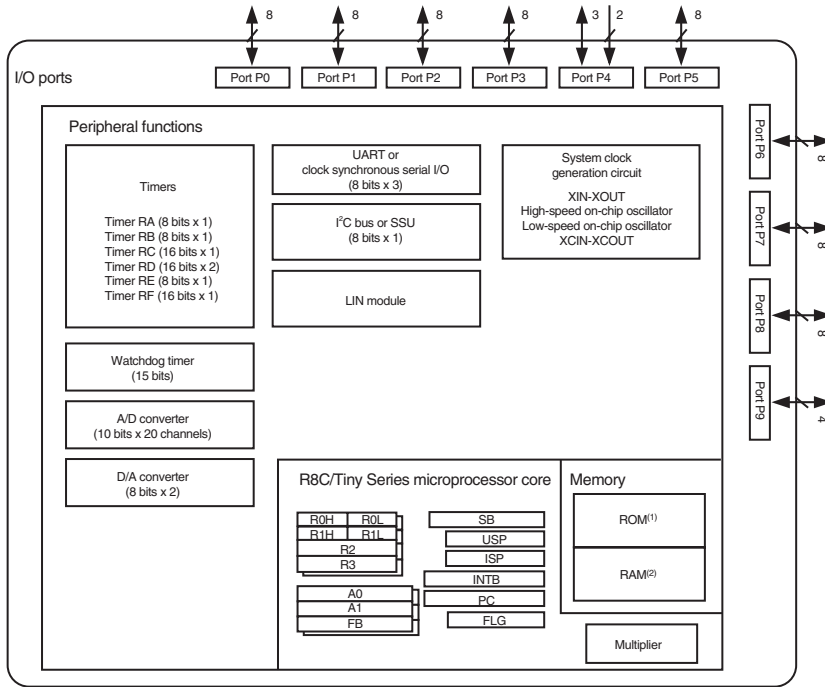 8
8
8
8
3
2
8
I/O ports
Port P0
Port P1
Port P2
Port P3
Port P4
Port P5
Peripheral functions
Timers
Timer RA (8 bits x 1)
Timer RB (8 bits x 1)
Timer RC (16 bits x 1)
Timer RD (16 bits x 2)
Timer RE (8 bits x 1)
Timer RF (16 bits x 1)
UART or
clock synchronous serial I/O
(8 bits x 3)
I²C bus or SSU
(8 bits x 1)
LIN module
System clock
generation circuit
XIN-XOUT
High-speed on-chip oscillator
Low-speed on-chip oscillator
XCIN-XCOUT
Port P6
8
Port P7
8
Port P8
8
Port P9
4
Watchdog timer
(15 bits)
A/D converter
(10 bits x 20 channels)
D/A converter
(8 bits x 2)
R8C/Tiny Series microprocessor core
R0H
R0L
R1H
R1L
R2
R3
A0
A1
FB
SB
USP
ISP
INTB
PC
FLG
Memory
ROM(1)
RAM(2)
Multiplier